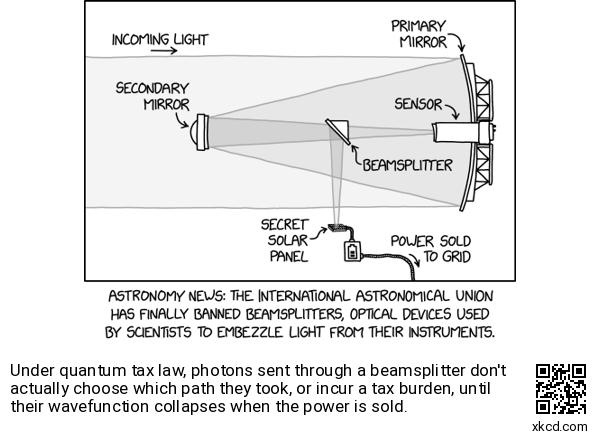 INCOMING LIGHT
PRIMARY
MIRROR
SECONDARY
MIRROR
SENSOR
BEAMSPLITTER
SECRET
SOLAR
PANEL
POWER SOLD
TO GRID
ASTRONOMY NEWS: THE INTERNATIONAL ASTRONOMICAL UNION
HAS FINALLY BANNED BEAMSPLITTERS, OPTICAL DEVICES USED
BY SCIENTISTS TO EMBEZZLE LIGHT FROM THEIR INSTRUMENTS.
Under quantum tax law, photons sent through a beamsplitter don't
actually choose which path they took, or incur a tax burden, until
their wavefunction collapses when the power is sold.
xkcd.com